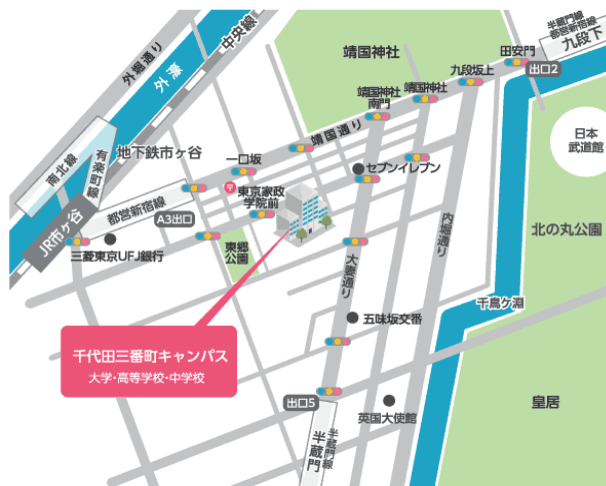 半蔵門線
都営新宿線
九段下
田安門
出口2
靖国神社
九段坂上
靖国神社
靖国神社
南門
外堀通り
外濠
中央線
日本
武道館
靖国通り
地下鉄市ヶ谷
一口坂
セブンイレブン
南北線
有楽町線
東京家政
学院前
都営新宿線
A3出口
JR市ヶ谷
三菱東京UFJ銀行
東郷
公園
内堀通り
北の丸公園
大妻通り
千鳥ヶ淵
五味坂交番
千代田三番町キャンパス
大学・高等学校・中学校
出口5
英国大使館
皇居
半蔵門線
半蔵門